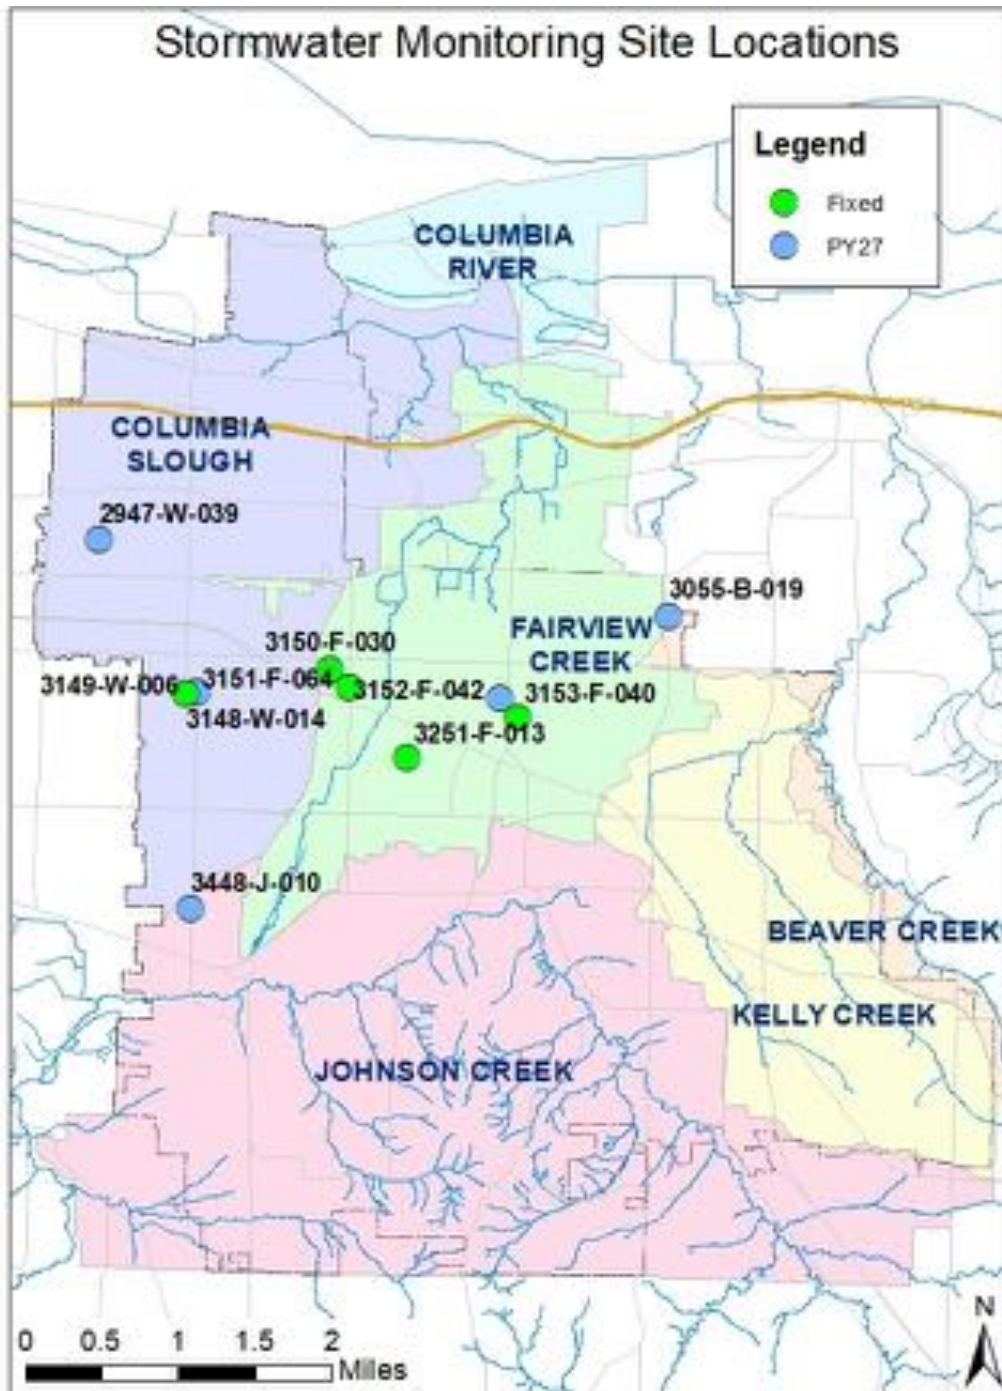 Stormwater Monitoring Site Locations
Legend
Fixed
PY27
COLUMBIA
RIVER
COLUMBIA
SLOUGH
2947-W-039
3055-B-019
FAIRVIEW
CREEK
3150-F-030
3149-W-006
3151-F-064
3152-F-042
3153-F-040
3148-W-014
3251-F-013
3448-J-010
BEAVER CREEK
KELLY CREEK
JOHNSON CREEK
N
0 0.5 1 1.5 2
Miles